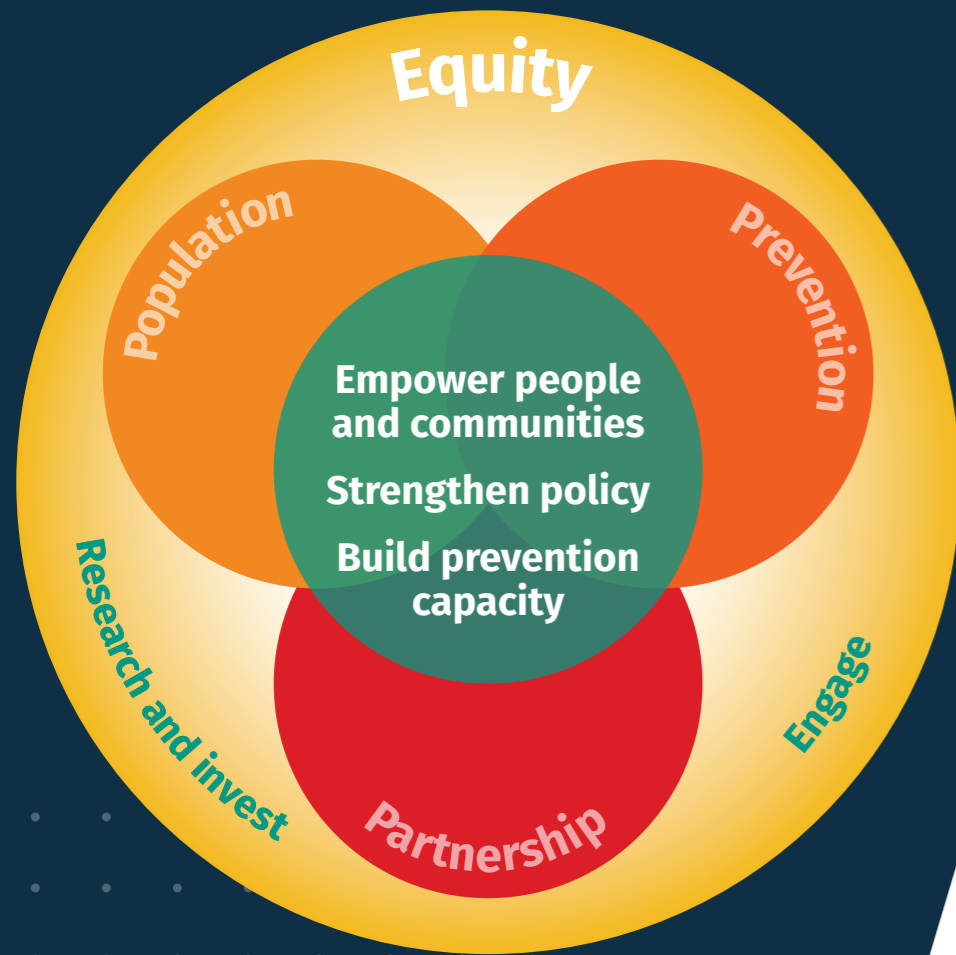 Equity
Population
Prevention
Empower people
and communities
Strengthen policy
Build prevention
capacity
Research and invest
Engage
Partnership